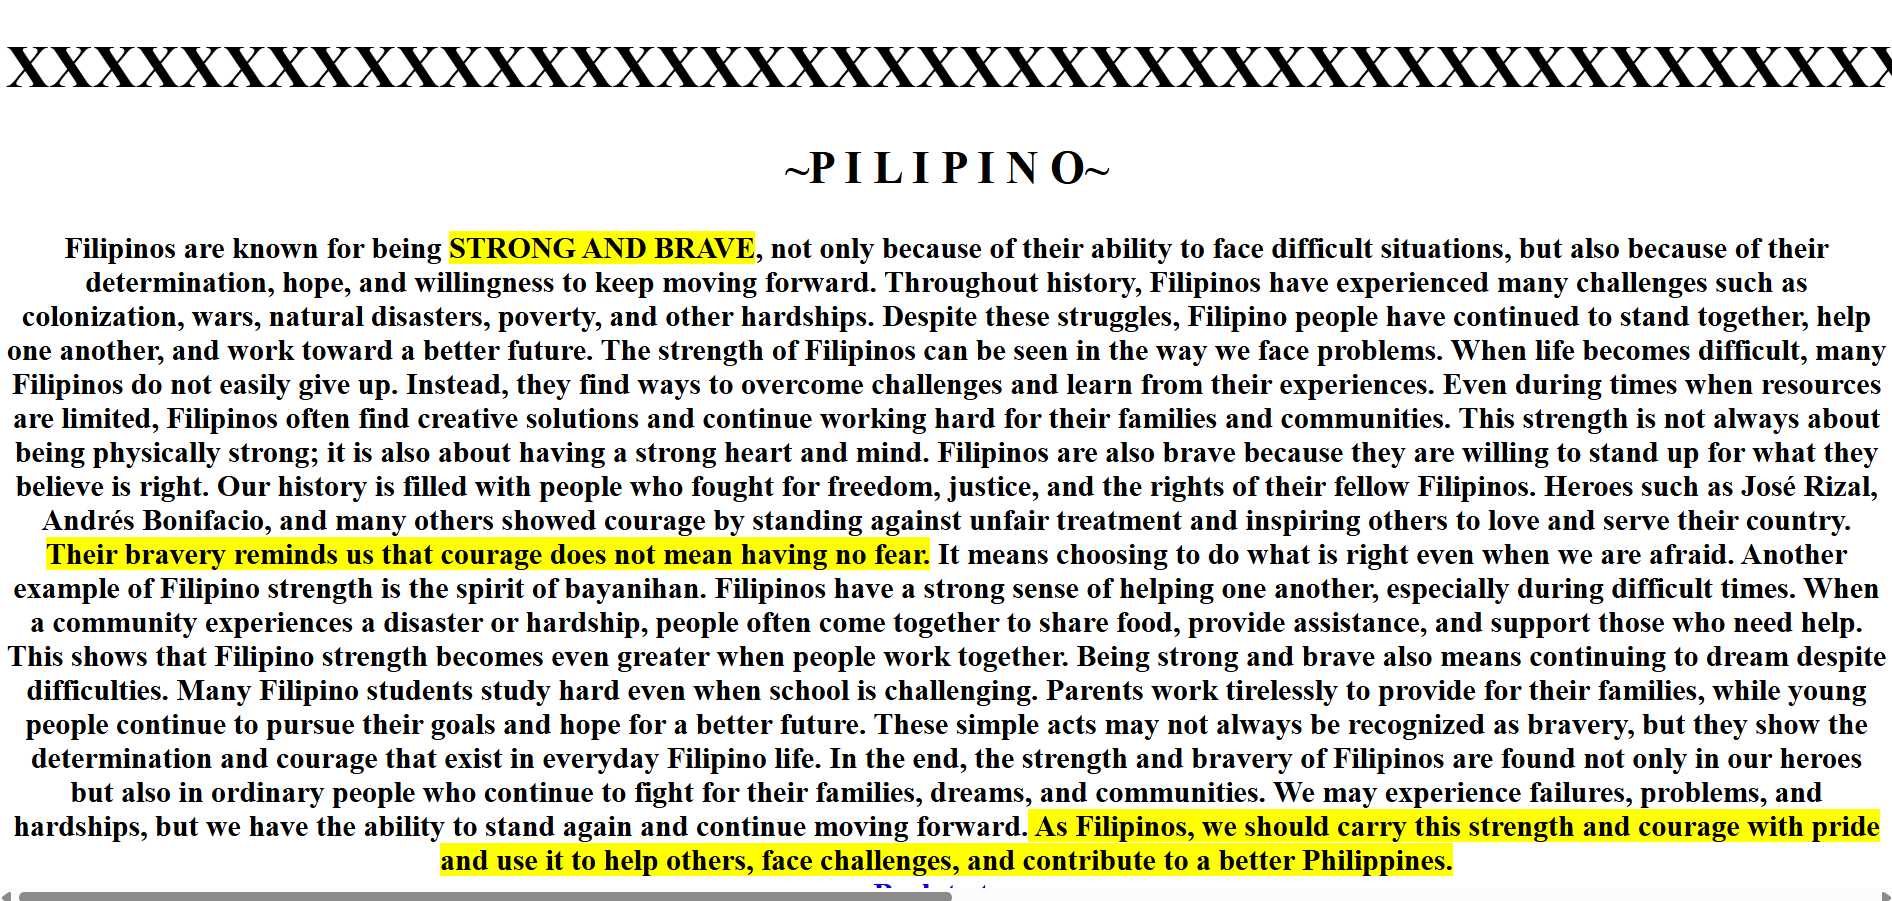 XXXXXXXXXXXXXXXXXXXXXXXXXXXXXXXXXXXXXXXXXXX
~P I L I P I N O~
Filipinos are known for being STRONG AND BRAVE, not only because of their ability to face difficult situations, but also because of their
determination, hope, and willingness to keep moving forward. Throughout history, Filipinos have experienced many challenges such as
colonization, wars, natural disasters, poverty, and other hardships. Despite these struggles, Filipino people have continued to stand together, help
one another, and work toward a better future. The strength of Filipinos can be seen in the way we face problems. When life becomes difficult, many
Filipinos do not easily give up. Instead, they find ways to overcome challenges and learn from their experiences. Even during times when resources
are limited, Filipinos often find creative solutions and continue working hard for their families and communities. This strength is not always about
being physically strong; it is also about having a strong heart and mind. Filipinos are also brave because they are willing to stand up for what they
believe is right. Our history is filled with people who fought for freedom, justice, and the rights of their fellow Filipinos. Heroes such as José Rizal,
Andrés Bonifacio, and many others showed courage by standing against unfair treatment and inspiring others to love and serve their country.
Their bravery reminds us that courage does not mean having no fear. It means choosing to do what is right even when we are afraid. Another
example of Filipino strength is the spirit of bayanihan. Filipinos have a strong sense of helping one another, especially during difficult times. When
a community experiences a disaster or hardship, people often come together to share food, provide assistance, and support those who need help.
This shows that Filipino strength becomes even greater when people work together. Being strong and brave also means continuing to dream despite
difficulties. Many Filipino students study hard even when school is challenging. Parents work tirelessly to provide for their families, while young
people continue to pursue their goals and hope for a better future. These simple acts may not always be recognized as bravery, but they show the
determination and courage that exist in everyday Filipino life. In the end, the strength and bravery of Filipinos are found not only in our heroes
but also in ordinary people who continue to fight for their families, dreams, and communities. We may experience failures, problems, and
hardships, but we have the ability to stand again and continue moving forward. As Filipinos, we should carry this strength and courage with pride
and use it to help others, face challenges, and contribute to a better Philippines.